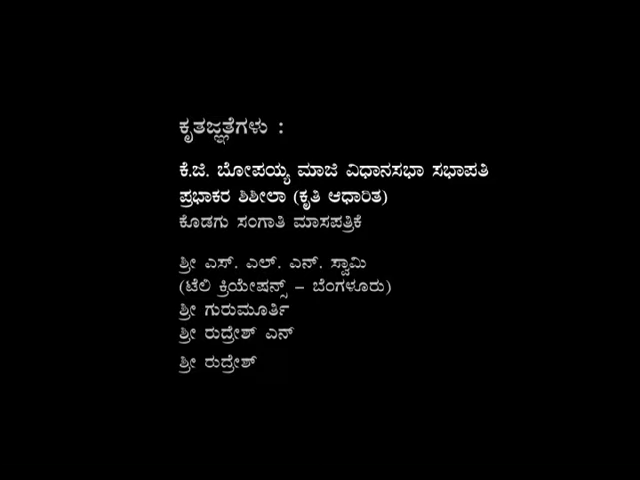 ಕೃತಜ್ಞತೆಗಳು :
ಕೆ.ಜಿ. ಬೋಪಯ್ಯ ಮಾಜಿ ವಿಧಾನಸಭಾ ಸಭಾಪತಿ
ಪ್ರಭಾಕರ ಶಿಶೀಲಾ (ಕೃತಿ ಆಧಾರಿತ)
ಕೊಡಗು ಸಂಗಾತಿ ಮಾಸಪತ್ರಿಕೆ
ಶ್ರೀ ಎಸ್. ಎಲ್. ಎನ್. ಸ್ವಾಮಿ
(ಟೆಲಿ ಕ್ರಿಯೇಷನ್ಸ್ – ಬೆಂಗಳೂರು)
ಶ್ರೀ ಗುರುಮೂರ್ತಿ
ಶ್ರೀ ರುದ್ರೇಶ್ ಎನ್
ಶ್ರೀ ರುದ್ರೇಶ್